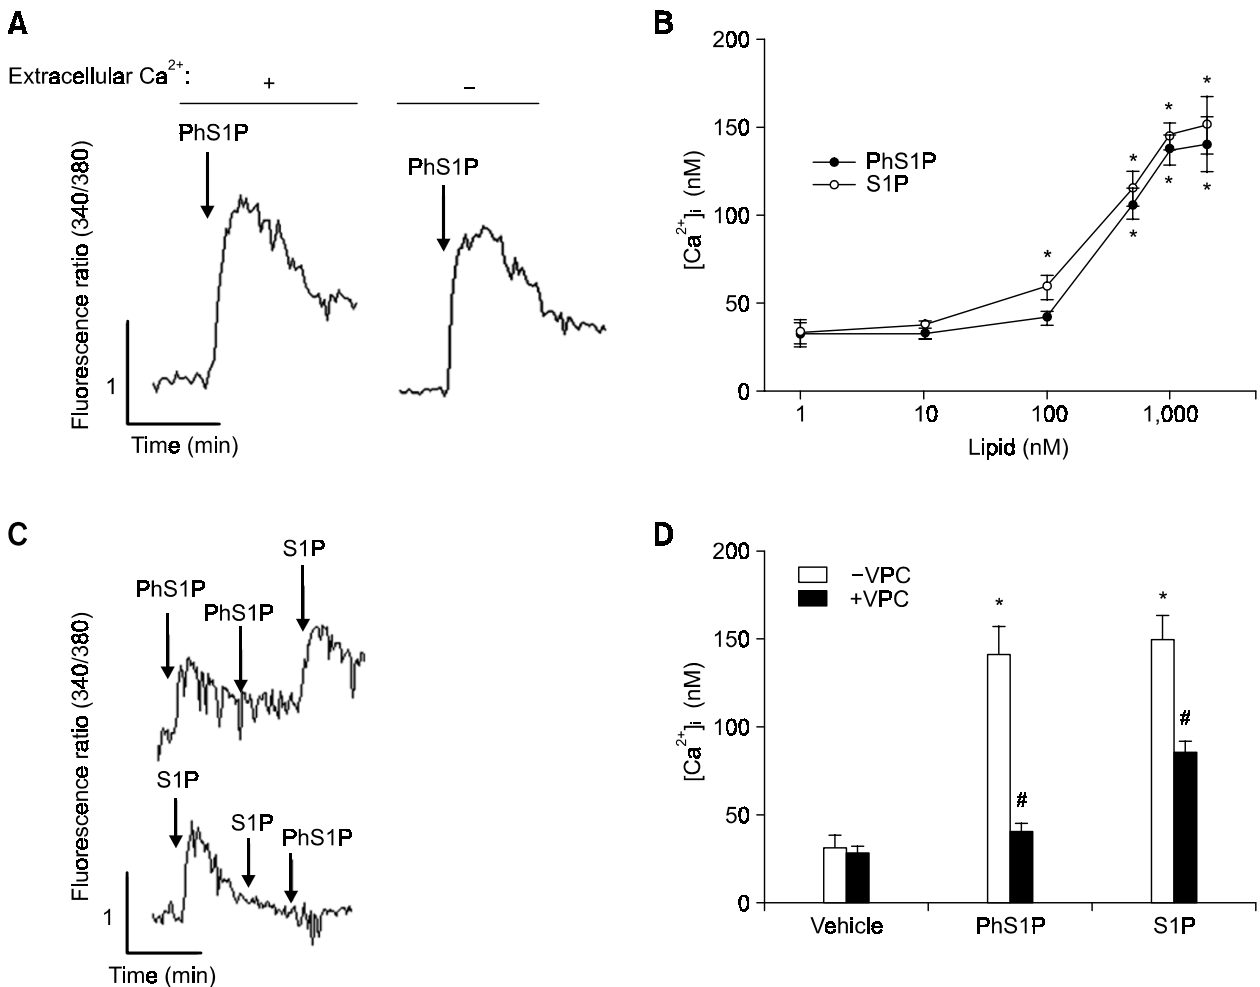 A
Extracellular Ca2+:
+
−
PhS1P
PhS1P
Fluorescence ratio (340/380)
1
Time (min)
B
200
150
100
50
0
[Ca2+]i (nM)
PhS1P
S1P
*
*
*
*
*
*
*
1
10
100
1,000
Lipid (nM)
C
S1P
PhS1P
PhS1P
Fluorescence ratio (340/380)
S1P
S1P
PhS1P
1
Time (min)
D
200
150
100
50
0
[Ca2+]i (nM)
−VPC
+VPC
*
*
#
#
Vehicle
PhS1P
S1P